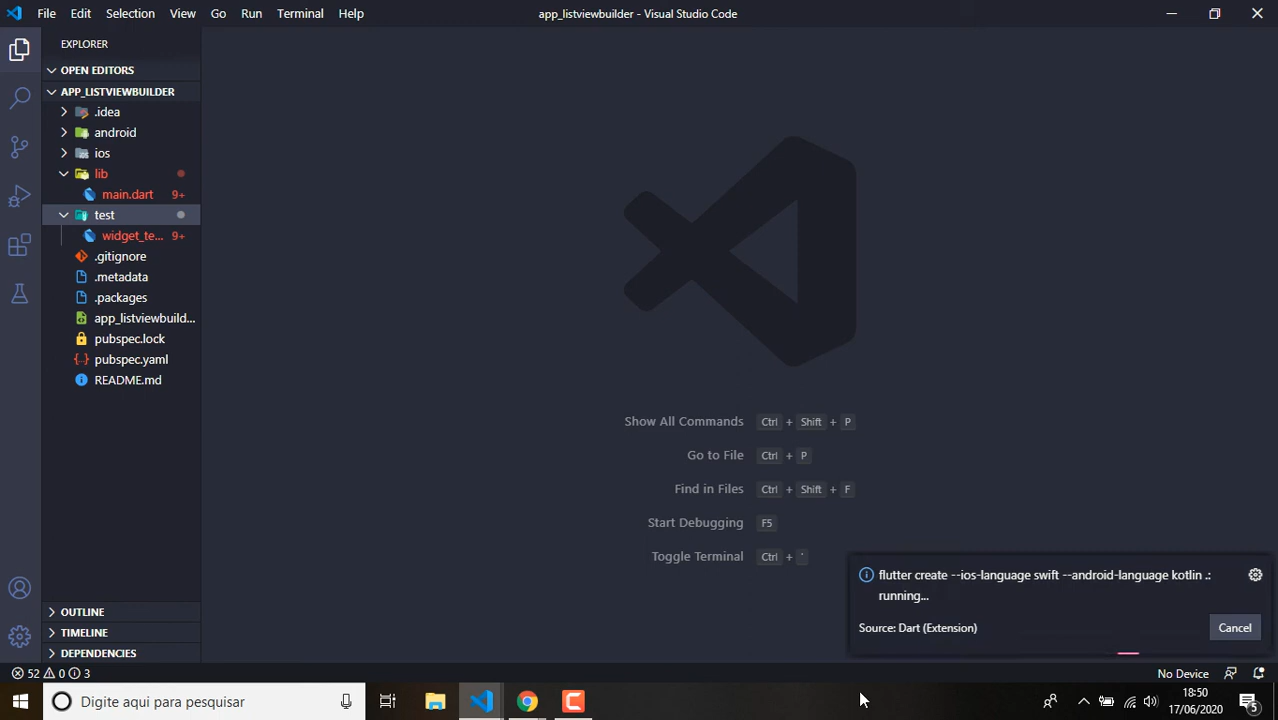 File Edit Selection View Go Run Terminal Help
app_listviewbuilder - Visual Studio Code
EXPLORER
OPEN EDITORS
APP_LISTVIEWBUILDER
.idea
android
ios
lib
main.dart 9+
test
widget_te... 9+
.gitignore
.metadata
.packages
app_listviewbuild...
pubspec.lock
pubspec.yaml
README.md
OUTLINE
TIMELINE
DEPENDENCIES
Show All Commands Ctrl + Shift + P
Go to File Ctrl + P
Find in Files Ctrl + Shift + F
Start Debugging F5
Toggle Terminal Ctrl + `
flutter create --ios-language swift --android-language kotlin .:
running...
Source: Dart (Extension)
Cancel
52 0 3
No Device
Digite aqui para pesquisar
18:50
17/06/2020
5